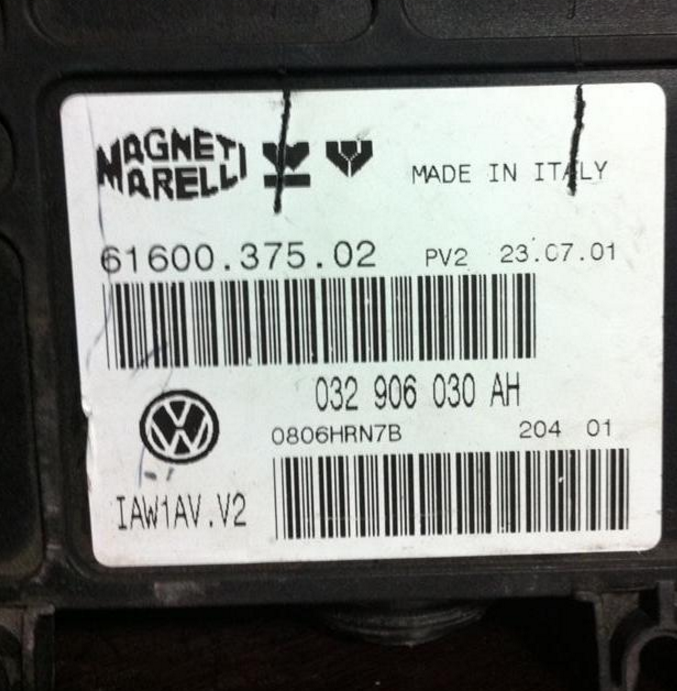 MAGNETI
MARELLI
MADE IN ITALY
61600.375.02 PV2 23.07.01
032 906 030 AH
0806HRN7B 204 01
IAW1AV.V2